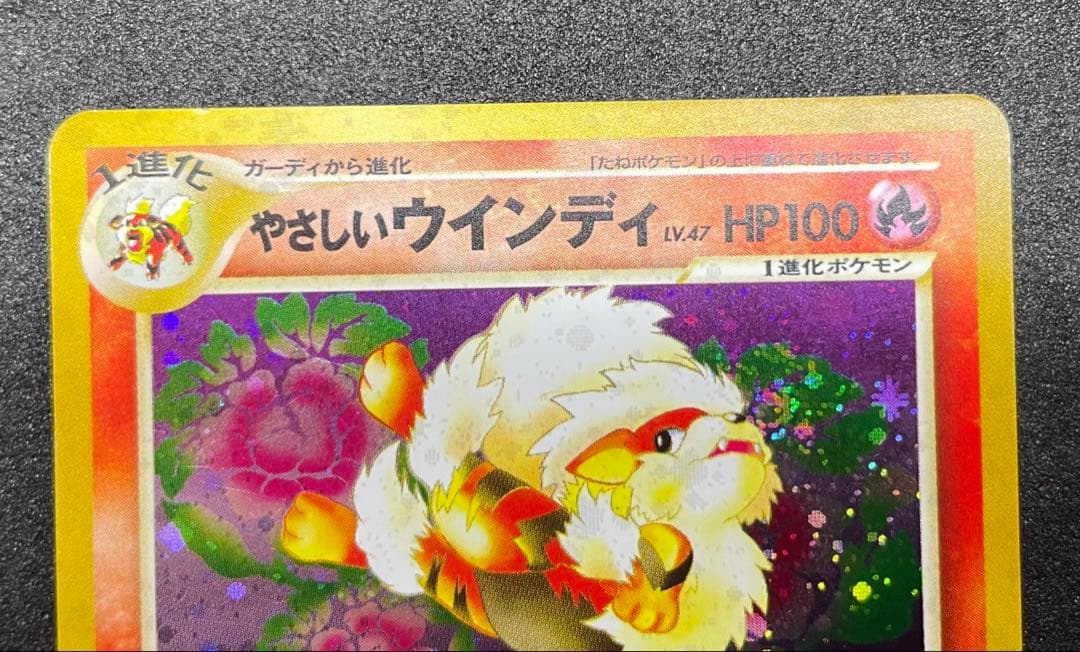 1進化
ガーディから進化
「たねポケモン」の上に重ねて進化させます。
やさしいウインディ LV.47 HP100
1進化ポケモン